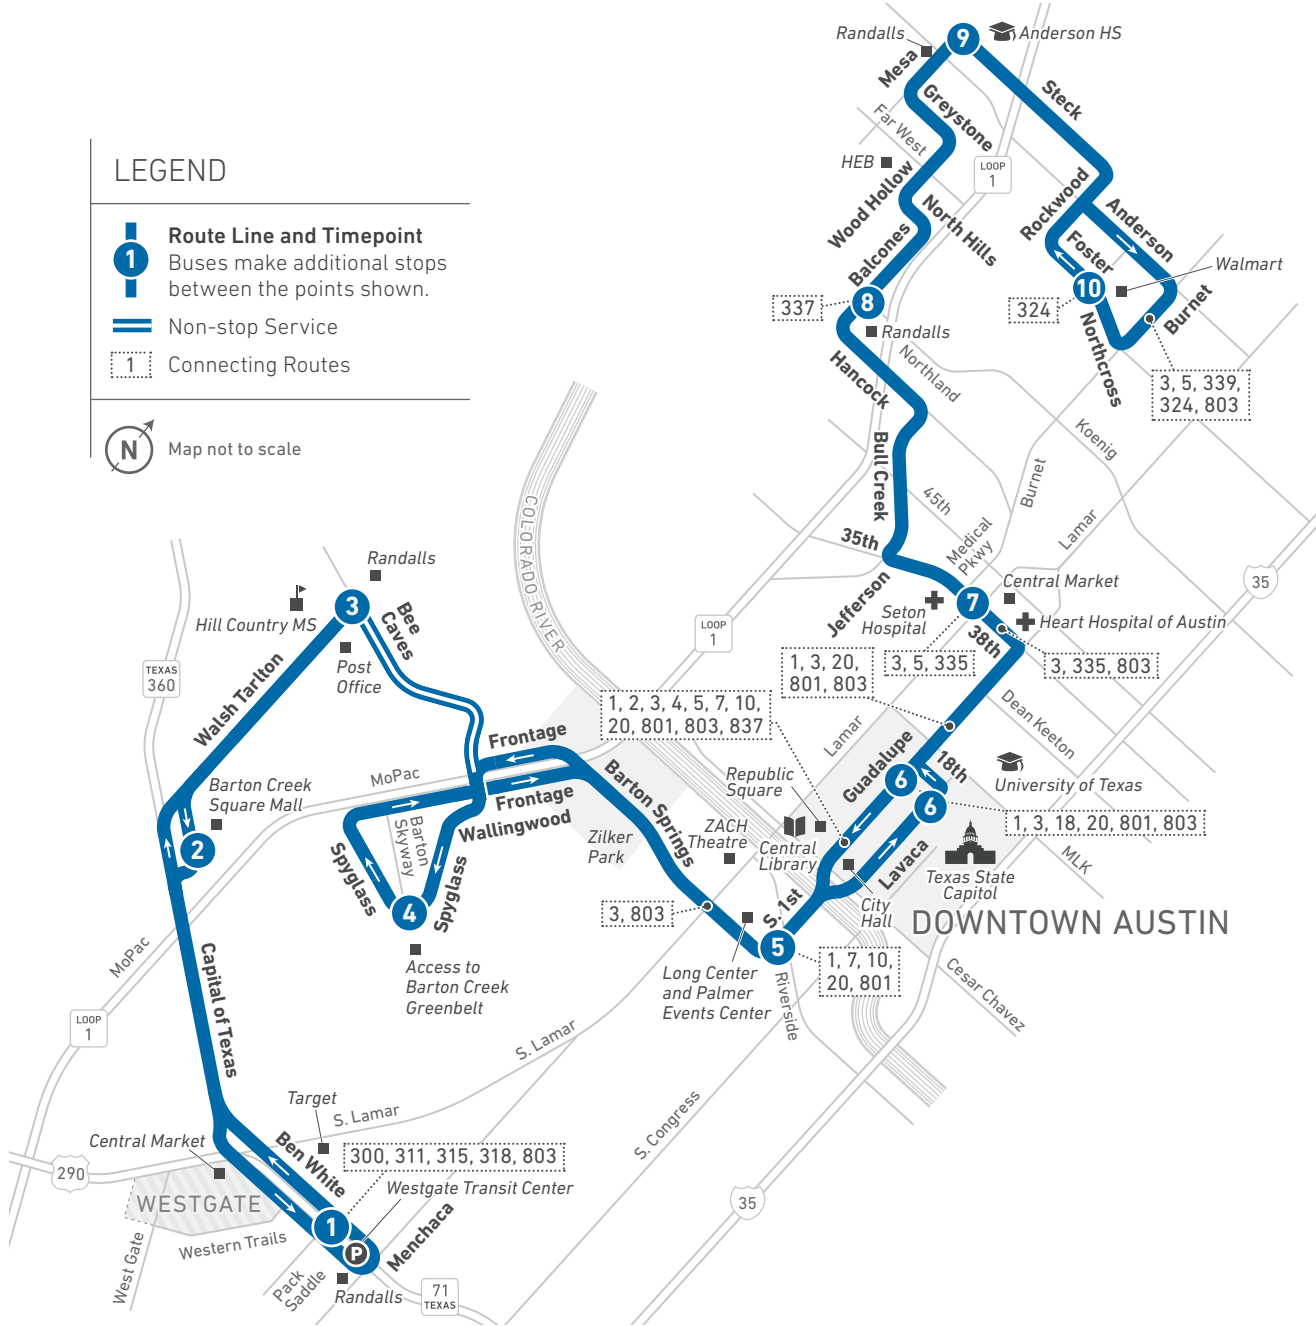 LEGEND
1
Route Line and Timepoint
Buses make additional stops
between the points shown.
Non-stop Service
1
Connecting Routes
N
Map not to scale
Randalls
9
Anderson HS
Mesa
Steck
Greystone
Far West
HEB
LOOP
1
Wood Hollow
North Hills
Rockwood
Anderson
Foster
Walmart
Balcones
337
8
Randalls
324
10
Burnet
Northcross
3, 5, 339,
324, 803
Hancock
Northland
Koenig
Bull Creek
Burnet
45th
Lamar
COLORADO RIVER
35th
Medical
Pkwy
35
Jefferson
Central Market
Seton
Hospital
7
Heart Hospital of Austin
38th
3, 5, 335
3, 335, 803
LOOP
1
1, 3, 20,
801, 803
1, 2, 3, 4, 5, 7, 10,
20, 801, 803, 837
Dean Keeton
Lamar
Guadalupe
18th
6
6
University of Texas
1, 3, 18, 20, 801, 803
MLK
Republic
Square
Central
Library
Lavaca
Texas State
Capitol
City
Hall
DOWNTOWN AUSTIN
Randalls
3
Hill Country MS
Bee
Caves
Post
Office
TEXAS
360
Walsh Tarlton
Barton Creek
Square Mall
2
MoPac
Frontage
Frontage
Wallingwood
Barton
Skyway
Spyglass
Spyglass
4
Access to
Barton Creek
Greenbelt
Barton Springs
Zilker
Park
ZACH
Theatre
3, 803
S. 1st
5
1, 7, 10,
20, 801
Long Center
and Palmer
Events Center
Riverside
Cesar Chavez
MoPac
LOOP
1
Capital of Texas
S. Lamar
S. Lamar
S. Congress
Target
Central Market
Ben White
300, 311, 315, 318, 803
Westgate Transit Center
290
WESTGATE
1
P
Menchaca
35
Western Trails
West Gate
Pack
Saddle
Randalls
71
TEXAS